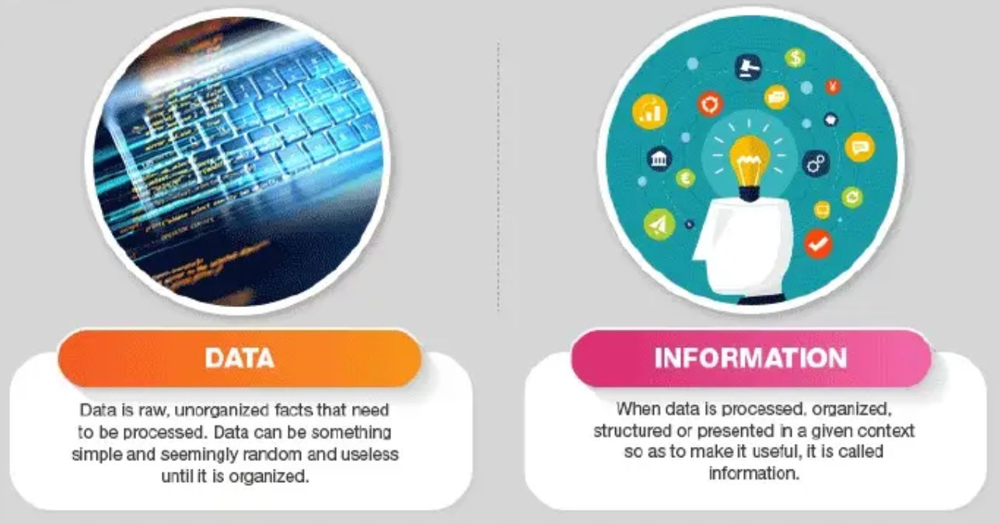 DATA
Data is raw, unorganized facts that need
to be processed. Data can be something
simple and seemingly random and useless
until it is organized.
INFORMATION
When data is processed, organized,
structured or presented in a given context
so as to make it useful, it is called
information.